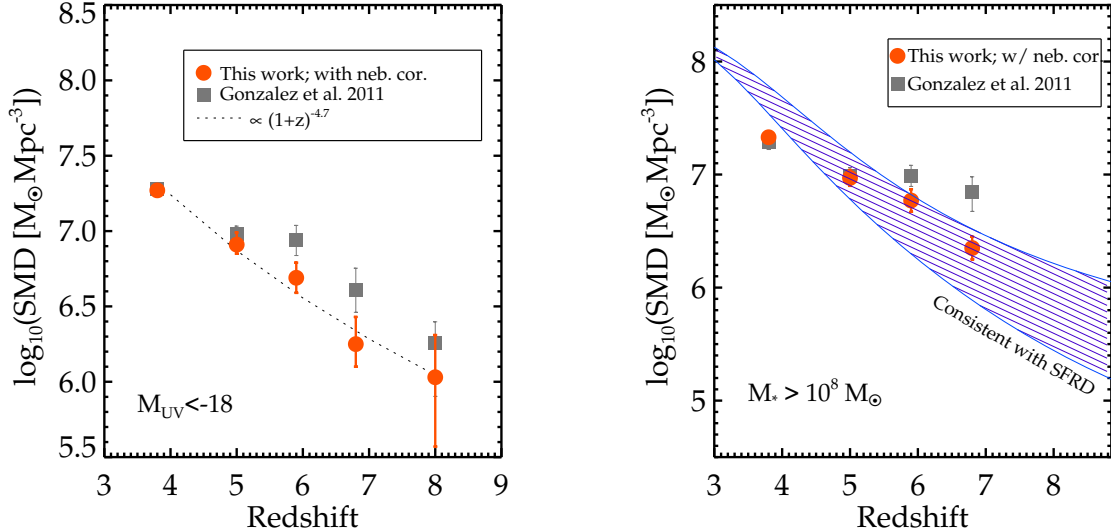 8.5
8.0
7.5
7.0
6.5
6.0
5.5
log₁₀(SMD [M☉Mpc⁻³])
This work; with neb. cor.
Gonzalez et al. 2011
∝ (1+z)⁻⁴·⁷
M_UV<-18
3 4 5 6 7 8 9
Redshift
8
7
6
5
log₁₀(SMD [M☉Mpc⁻³])
This work; w/ neb. cor.
Gonzalez et al. 2011
Consistent with SFRD
M* > 10⁸ M☉
3 4 5 6 7 8
Redshift